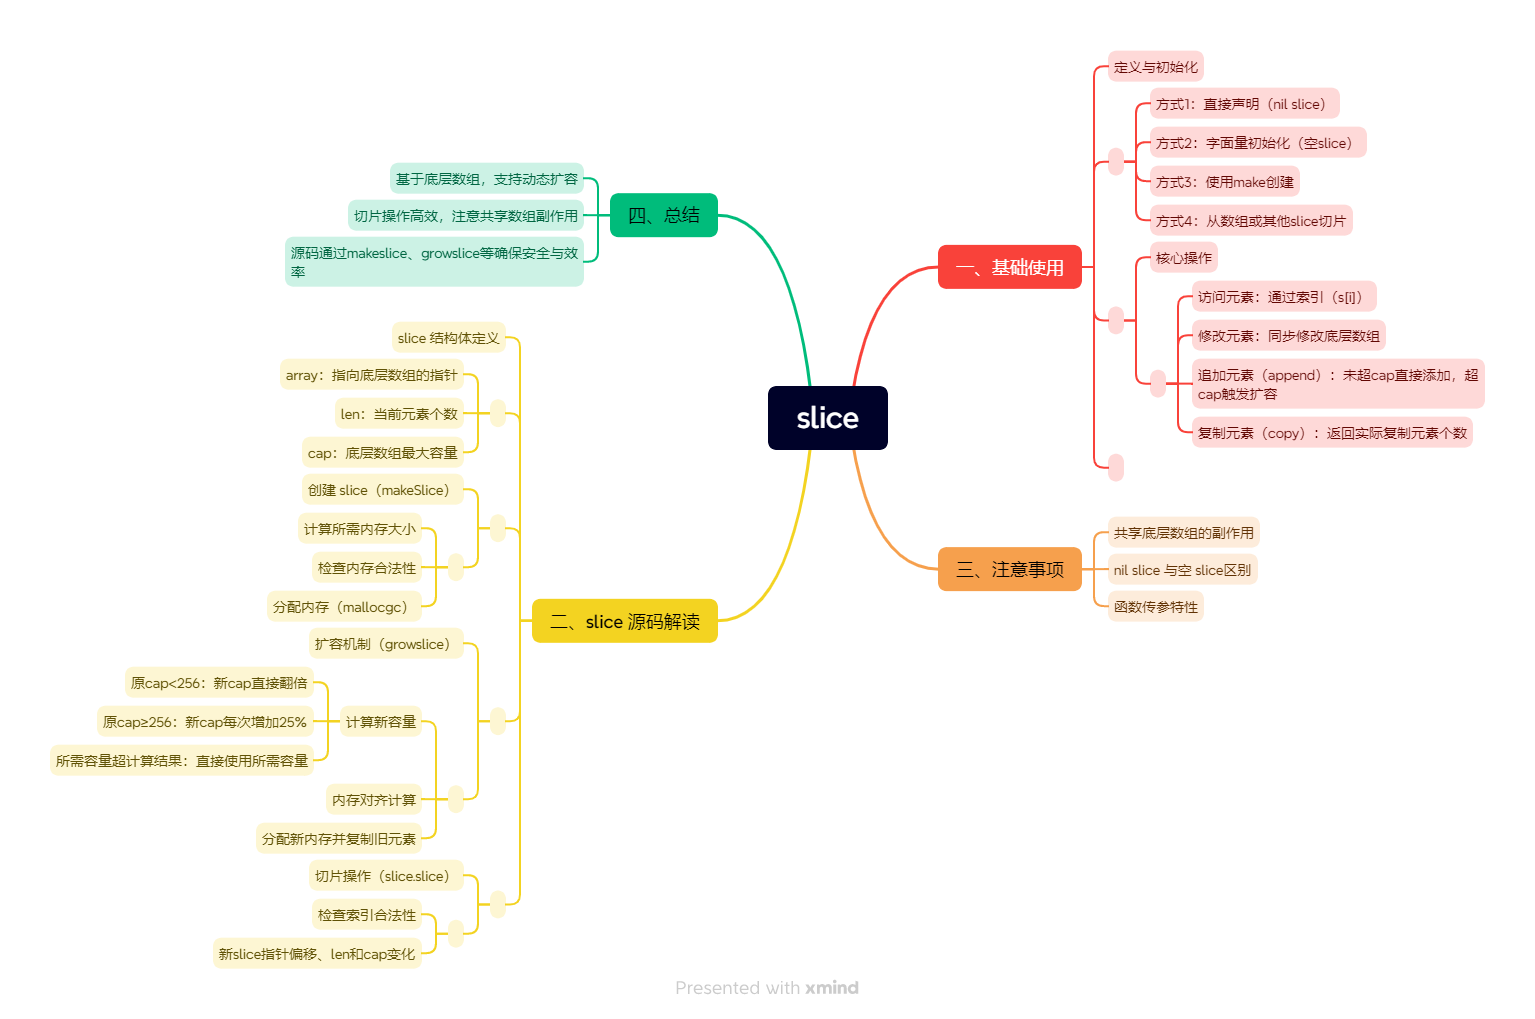 slice
一、基础使用
定义与初始化
方式1：直接声明（nil slice）
方式2：字面量初始化（空slice）
方式3：使用make创建
方式4：从数组或其他slice切片
核心操作
访问元素：通过索引（s[i]）
修改元素：同步修改底层数组
追加元素（append）：未超cap直接添加，超
cap触发扩容
复制元素（copy）：返回实际复制元素个数
二、slice 源码解读
slice 结构体定义
array：指向底层数组的指针
len：当前元素个数
cap：底层数组最大容量
创建 slice（makeSlice）
计算所需内存大小
检查内存合法性
分配内存（mallocgc）
扩容机制（growslice）
计算新容量
原cap<256：新cap直接翻倍
原cap≥256：新cap每次增加25%
所需容量超计算结果：直接使用所需容量
内存对齐计算
分配新内存并复制旧元素
切片操作（slice.slice）
检查索引合法性
新slice指针偏移、len和cap变化
三、注意事项
共享底层数组的副作用
nil slice 与空 slice区别
函数传参特性
四、总结
基于底层数组，支持动态扩容
切片操作高效，注意共享数组副作用
源码通过makeslice、growslice等确保安全与效
率
Presented with xmind